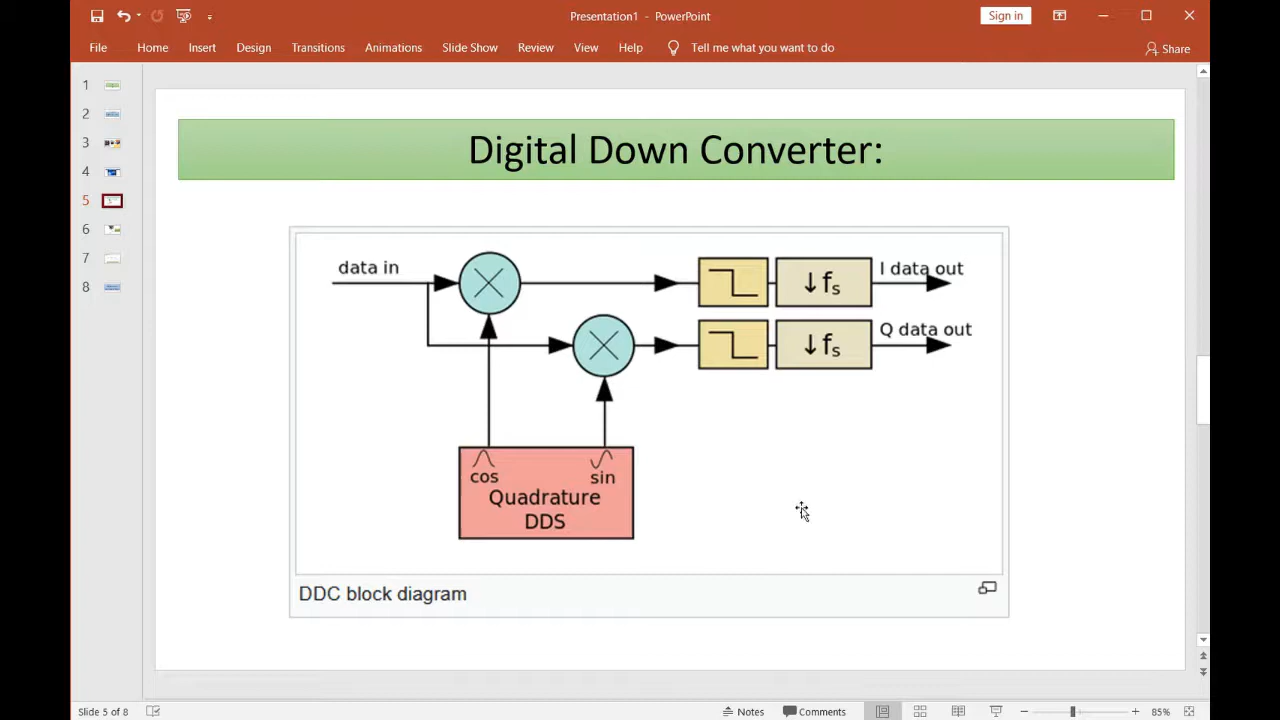 Presentation1 - PowerPoint
Sign in
File Home Insert Design Transitions Animations Slide Show Review View Help Tell me what you want to do Share
1
2
3
4
5
6
7
8
Digital Down Converter:
data in
↓fs
I data out
↓fs
Q data out
cos
sin
Quadrature
DDS
DDC block diagram
Slide 5 of 8
Notes
Comments
85%